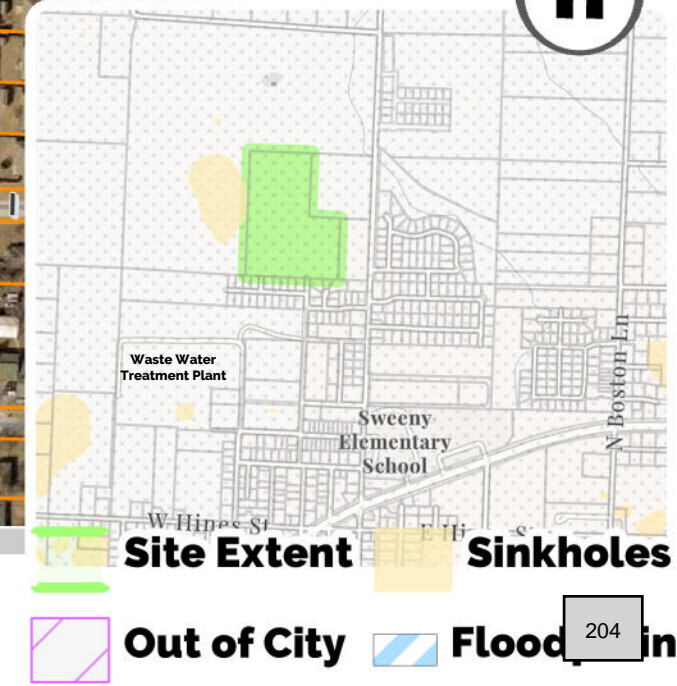 Waste Water
Treatment Plant
N Boston Ln
Sweeny
Elementary
School
W Hines St
Site Extent
Sinkholes
Out of City
204